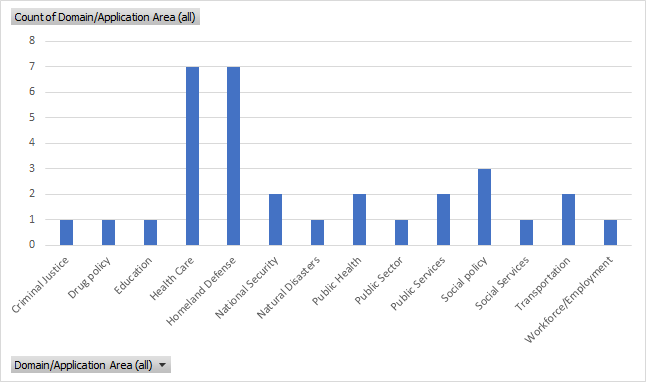 Count of Domain/Application Area (all)
8
7
6
5
4
3
2
1
0
Criminal Justice
Drug policy
Education
Health Care
Homeland Defense
National Security
Natural Disasters
Public Health
Public Sector
Public Services
Social policy
Social Services
Transportation
Workforce/Employment
Domain/Application Area (all)